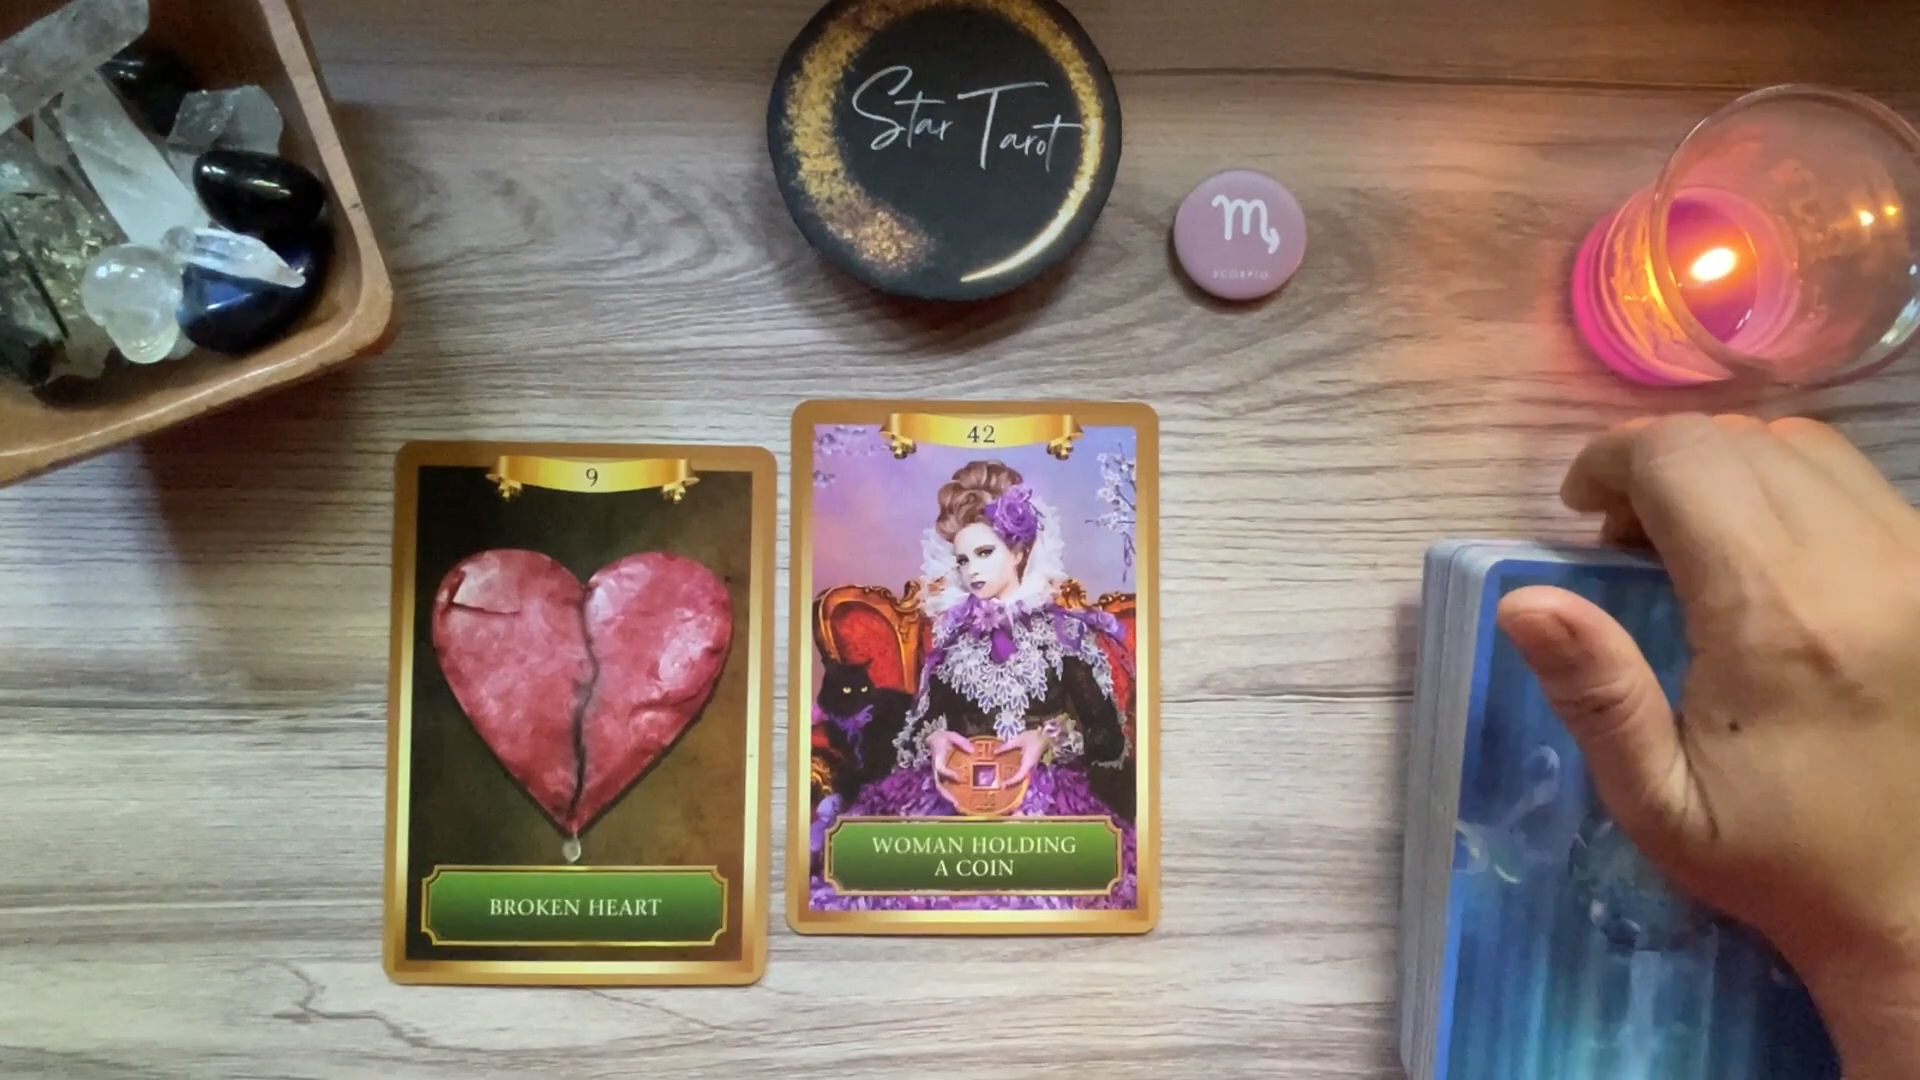 Star Tarot
SCORPIO
9
BROKEN HEART
42
WOMAN HOLDING
A COIN